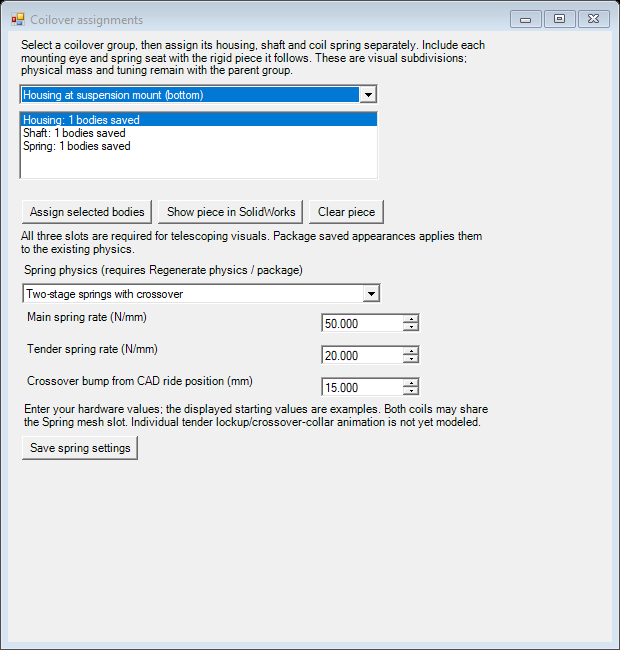 Coilover assignments
Select a coilover group, then assign its housing, shaft and coil spring separately. Include each
mounting eye and spring seat with the rigid piece it follows. These are visual subdivisions;
physical mass and tuning remain with the parent group.
Housing at suspension mount (bottom)
Housing: 1 bodies saved
Shaft: 1 bodies saved
Spring: 1 bodies saved
Assign selected bodies Show piece in SolidWorks Clear piece
All three slots are required for telescoping visuals. Package saved appearances applies them
to the existing physics.
Spring physics (requires Regenerate physics / package)
Two-stage springs with crossover
Main spring rate (N/mm) 50.000
Tender spring rate (N/mm) 20.000
Crossover bump from CAD ride position (mm) 15.000
Enter your hardware values; the displayed starting values are examples. Both coils may share
the Spring mesh slot. Individual tender lockup/crossover-collar animation is not yet modeled.
Save spring settings